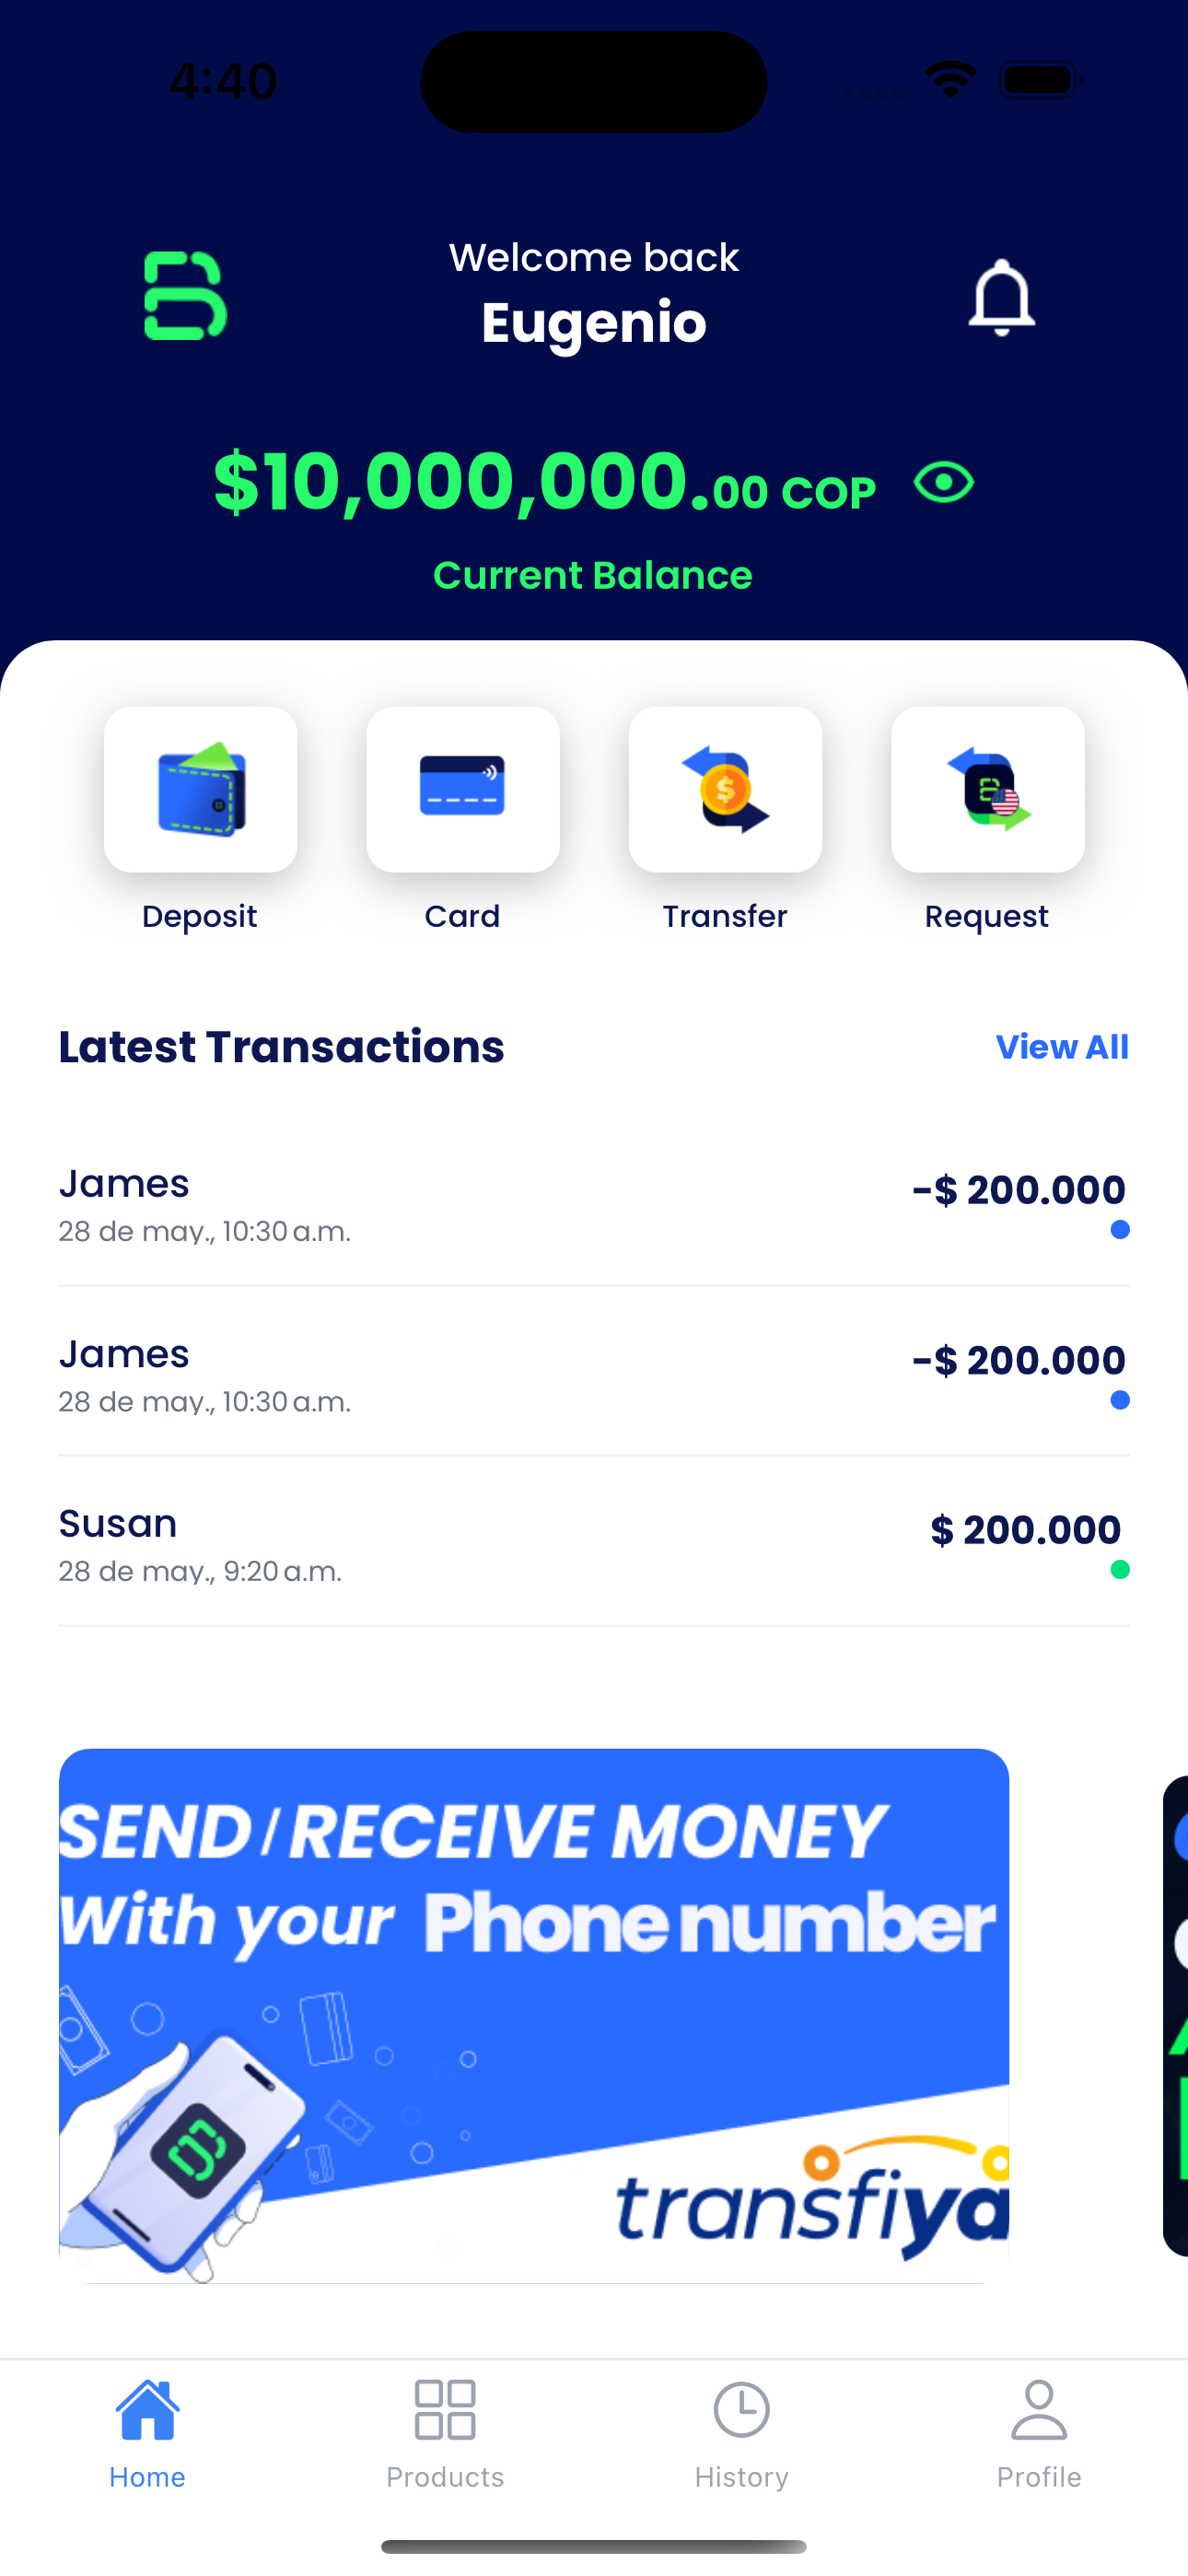 4:40
Welcome back
Eugenio
$10,000,000.00 COP
Current Balance
Deposit
Card
Transfer
Request
Latest Transactions
View All
James
-$ 200.000
28 de may., 10:30 a.m.
James
-$ 200.000
28 de may., 10:30 a.m.
Susan
$ 200.000
28 de may., 9:20 a.m.
SEND/RECEIVE MONEY
With your Phone number
transfiya
Home
Products
History
Profile